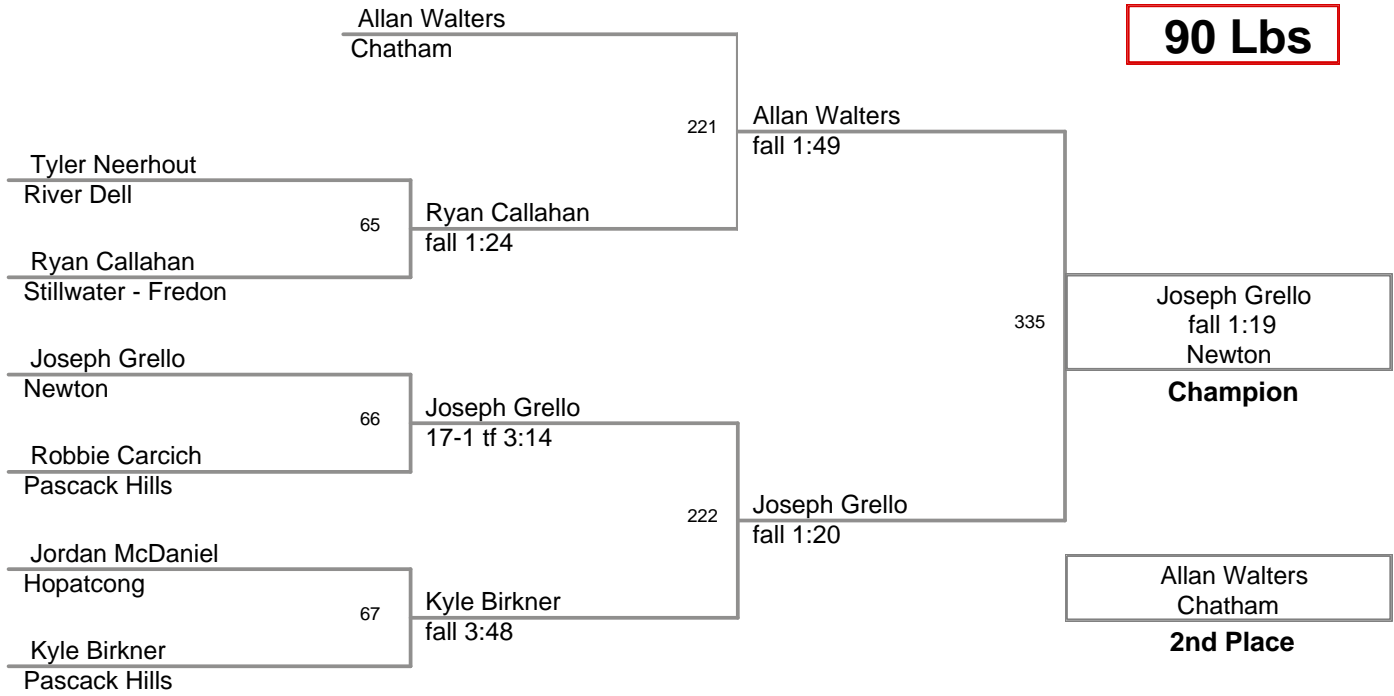 Allan Walters
Chatham
90 Lbs
221
Allan Walters
fall 1:49
Tyler Neerhout
River Dell
65
Ryan Callahan
fall 1:24
Ryan Callahan
Stillwater - Fredon
335
Joseph Grello
fall 1:19
Newton
Champion
Joseph Grello
Newton
66
Joseph Grello
17-1 tf 3:14
Robbie Carcich
Pascack Hills
222
Joseph Grello
fall 1:20
Jordan McDaniel
Hopatcong
67
Kyle Birkner
fall 3:48
Kyle Birkner
Pascack Hills
Allan Walters
Chatham
2nd Place